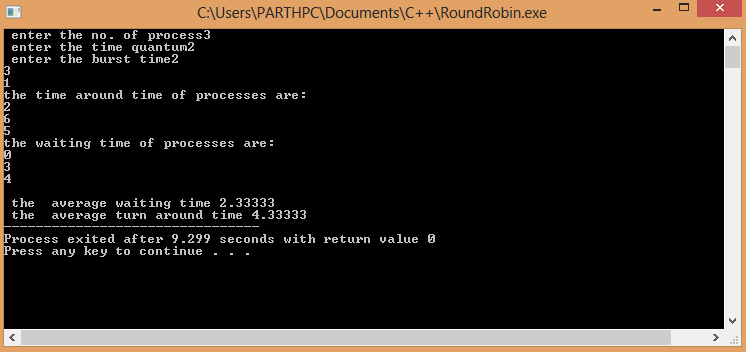 C:\Users\PARTHPC\Documents\C++\RoundRobin.exe
enter the no. of process3
enter the time quantum2
enter the burst time2
3
1
the time around time of processes are:
2
6
5
the waiting time of processes are:
0
3
4
the  average waiting time 2.33333
the  average turn around time 4.33333
--------------------------------
Process exited after 9.299 seconds with return value 0
Press any key to continue . . .